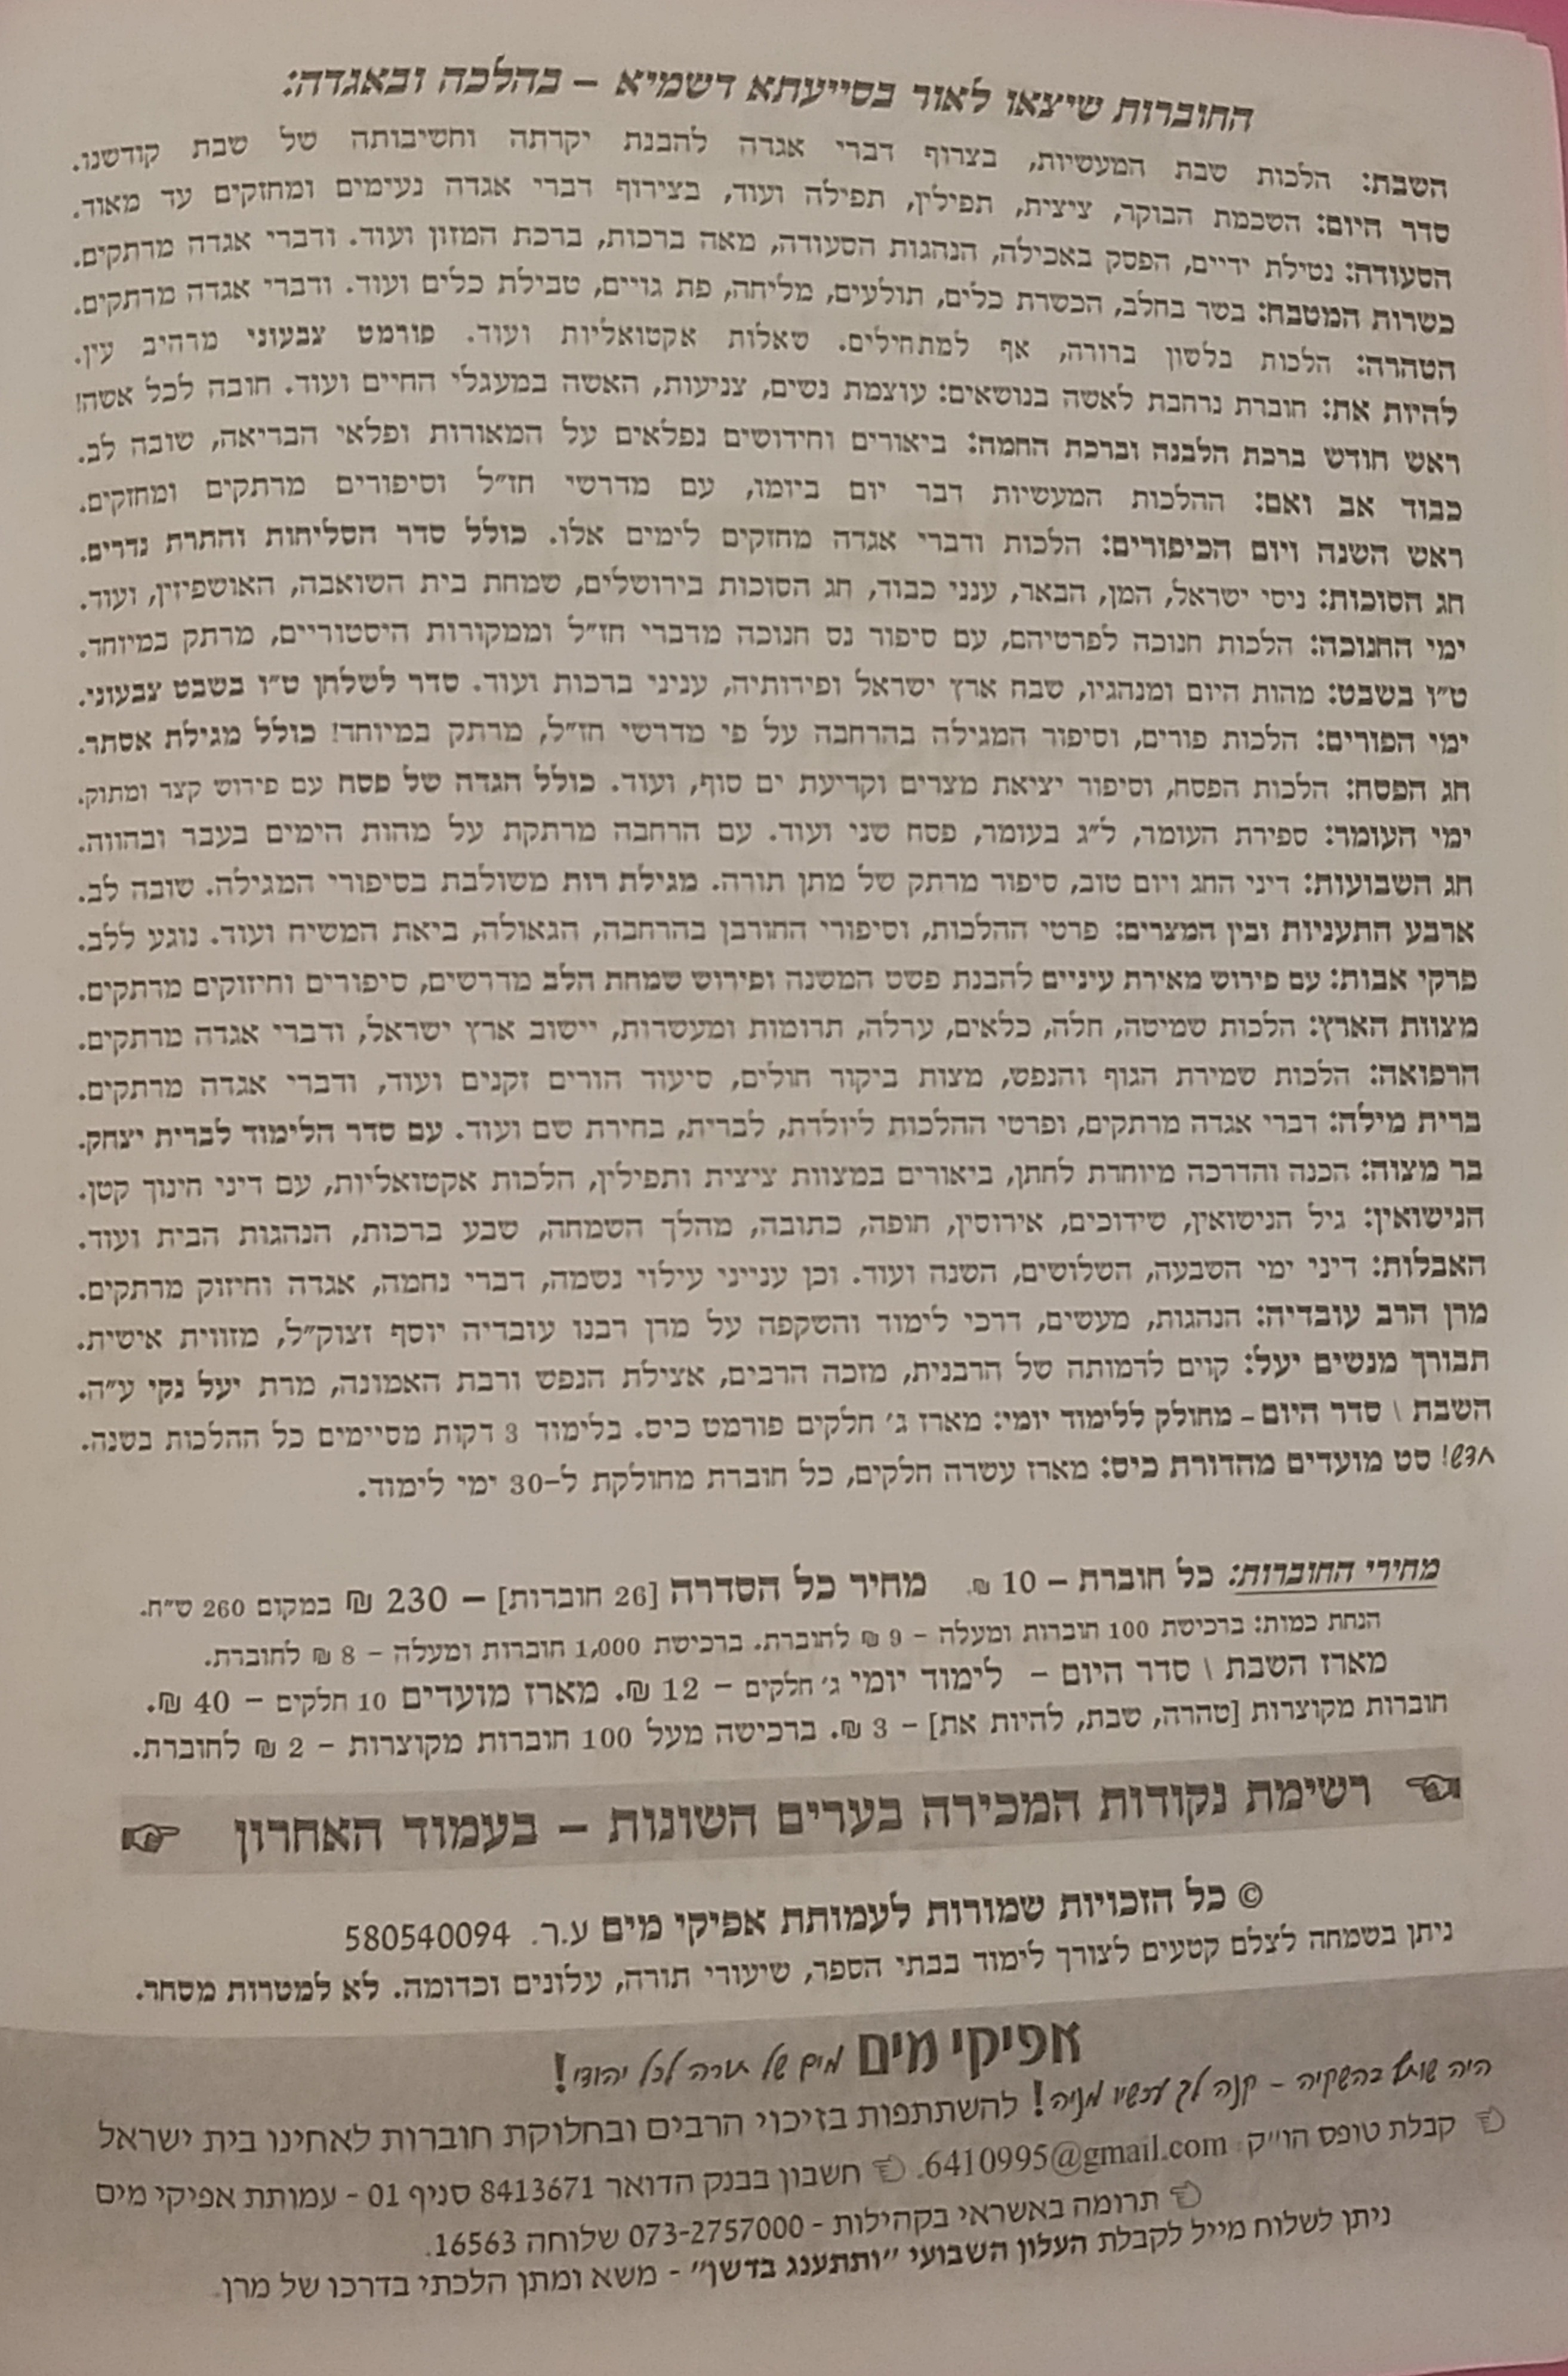 החוברות שיצאו לאור בסייעתא דשמיא – בהלכה ובאגדה:
השבת: הלכות שבת המעשיות, בצרוף דברי אגדה להבנת יקרתה וחשיבותה של שבת קודשנו.
סדר היום: השכמת הבוקר, ציצית, תפילין, תפילה ועוד, בצירוף דברי אגדה נעימים ומחזקים עד מאוד.
הסעודה: נטילת ידיים, הפסק באכילה, הנהגות הסעודה, מאה ברכות, ברכת המזון ועוד. ודברי אגדה מרתקים.
כשרות המטבח: בשר בחלב, הכשרת כלים, תולעים, מליחה, פת גויים, טבילת כלים ועוד. ודברי אגדה מרתקים.
הטהרה: הלכות בלשון ברורה, אף למתחילים. שאלות אקטואליות ועוד. פורמט צבעוני מרהיב עין.
להיות את: חוברת נרחבת לאשה בנושאים: עוצמת נשים, צניעות, האשה במעגלי החיים ועוד. חובה לכל אשה!
ראש חודש ברכת הלבנה וברכת החמה: ביאורים וחידושים נפלאים על המאורות ופלאי הבריאה, שובה לב.
כבוד אב ואם: ההלכות המעשיות דבר יום ביומו, עם מדרשי חז"ל וסיפורים מרתקים ומחזקים.
ראש השנה ויום הכיפורים: הלכות ודברי אגדה מחזקים לימים אלו. כולל סדר הסליחות והתרת נדרים.
חג הסוכות: ניסי ישראל, המן, הבאר, ענני כבוד, חג הסוכות בירושלים, שמחת בית השואבה, האושפיזין, ועוד.
ימי החנוכה: הלכות חנוכה לפרטיהם, עם סיפור נס חנוכה מדברי חז"ל וממקורות היסטוריים, מרתק במיוחד.
ט"ו בשבט: מהות היום ומנהגיו, שבח ארץ ישראל ופירותיה, עניני ברכות ועוד. סדר לשלחן ט"ו בשבט צבעוני.
ימי הפורים: הלכות פורים, וסיפור המגילה בהרחבה על פי מדרשי חז"ל, מרתק במיוחד! כולל מגילת אסתר.
חג הפסח: הלכות הפסח, וסיפור יציאת מצרים וקריעת ים סוף, ועוד. כולל הגדה של פסח עם פירוש קצר ומתוק.
ימי העומר: ספירת העומר, ל"ג בעומר, פסח שני ועוד. עם הרחבה מרתקת על מהות הימים בעבר ובהווה.
חג השבועות: דיני החג ויום טוב, סיפור מרתק של מתן תורה. מגילת רות משולבת בסיפורי המגילה. שובה לב.
ארבע התעניות ובין המצרים: פרטי ההלכות, וסיפורי החורבן בהרחבה, הגאולה, ביאת המשיח ועוד. נוגע ללב.
פרקי אבות: עם פירוש מאירת עיניים להבנת פשט המשנה ופירוש שמחת הלב מדרשים, סיפורים וחיזוקים מרתקים.
מצוות הארץ: הלכות שמיטה, חלה, כלאים, ערלה, תרומות ומעשרות, יישוב ארץ ישראל, ודברי אגדה מרתקים.
הרפואה: הלכות שמירת הגוף והנפש, מצות ביקור חולים, סיעוד הורים זקנים ועוד, ודברי אגדה מרתקים.
ברית מילה: דברי אגדה מרתקים, ופרטי ההלכות ליולדת, לברית, בחירת שם ועוד. עם סדר הלימוד לברית יצחק.
בר מצוה: הכנה והדרכה מיוחדת לחתן, ביאורים במצוות ציצית ותפילין, הלכות אקטואליות, עם דיני חינוך קטן.
הנישואין: גיל הנישואין, שידוכים, אירוסין, חופה, כתובה, מהלך השמחה, שבע ברכות, הנהגות הבית ועוד.
האבלות: דיני ימי השבעה, השלושים, השנה ועוד. וכן ענייני עילוי נשמה, דברי נחמה, אגדה וחיזוק מרתקים.
מרן הרב עובדיה: הנהגות, מעשים, דרכי לימוד והשקפה על מרן רבנו עובדיה יוסף זצוק"ל, מזווית אישית.
תבורך מנשים יעל: קוים לדמותה של הרבנית, מזכה הרבים, אצילת הנפש ורבת האמונה, מרת יעל נקי ע"ה.
השבת \ סדר היום - מחולק ללימוד יומי: מארז ג' חלקים פורמט כיס. בלימוד 3 דקות מסיימים כל ההלכות בשנה.
חדש! סט מועדים מהדורת כיס: מארז עשרה חלקים, כל חוברת מחולקת ל-30 ימי לימוד.
מחירי החוברות: כל חוברת – 10 ₪. מחיר כל הסדרה [26 חוברות] – 230 ₪ במקום 260 ש"ח.
הנחת כמות: ברכישת 100 חוברות ומעלה – 9 ₪ לחוברת. ברכישת 1,000 חוברות ומעלה – 8 ₪ לחוברת.
מארז השבת \ סדר היום – לימוד יומי ג' חלקים – 12 ₪. מארז מועדים 10 חלקים – 40 ₪.
חוברות מקוצרות [טהרה, שבת, להיות את] – 3 ₪. ברכישה מעל 100 חוברות מקוצרות – 2 ₪ לחוברת.
רשימת נקודות המכירה בערים השונות – בעמוד האחרון
© כל הזכויות שמורות לעמותת אפיקי מים ע.ר. 580540094
ניתן בשמחה לצלם קטעים לצורך לימוד בבתי הספר, שיעורי תורה, עלונים וכדומה. לא למטרות מסחר.
אפיקי מים מים של תורה לכל יהודי!
היה שותף בהשקיה - קנה לך עכשיו מניה! להשתתפות בזיכוי הרבים ובחלוקת חוברות לאחינו בית ישראל
קבלת טופס הו"ק 6410995@gmail.com. חשבון בבנק הדואר 8413671 סניף 01 - עמותת אפיקי מים
תרומה באשראי בקהילות - 073-2757000 שלוחה 16563.
ניתן לשלוח מייל לקבלת העלון השבועי "ותתענג בדשן" - משא ומתן הלכתי בדרכו של מרן.